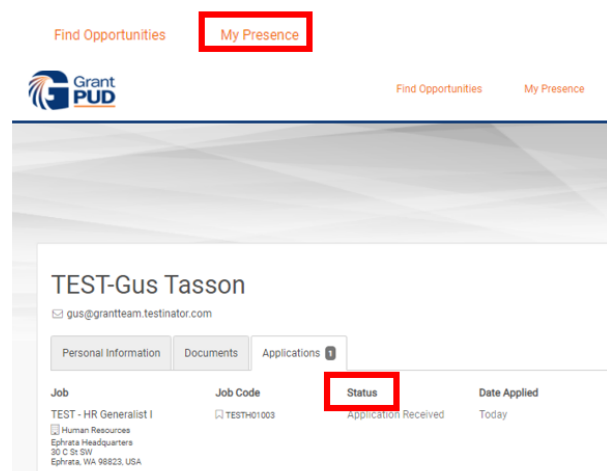 Find Opportunities My Presence
Grant
PUD
Find Opportunities My Presence
TEST-Gus Tasson
gus@grantteam.testinator.com
Personal Information Documents Applications 1
Job Job Code Status Date Applied
TEST - HR Generalist I TESTH01003 Application Received Today
Human Resources
Ephrata Headquarters
30 C St SW
Ephrata, WA 98823, USA